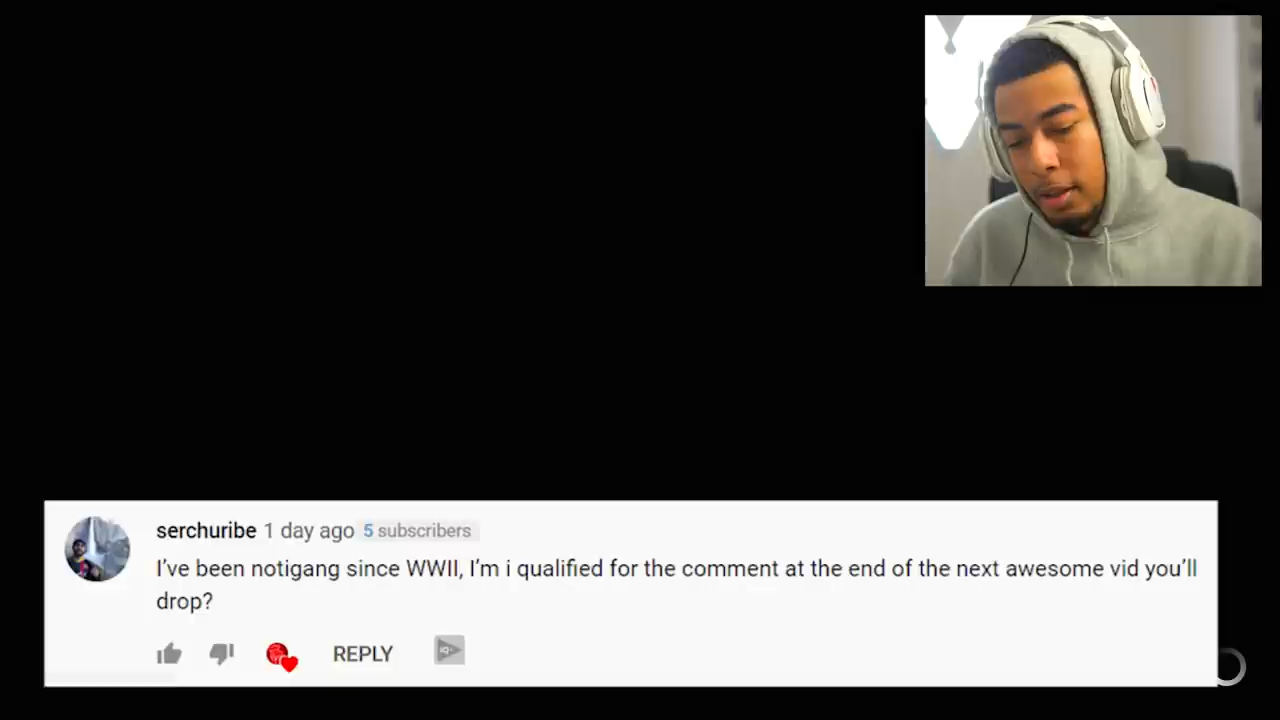 serchuribe 1 day ago 5 subscribers
I’ve been notigang since WWII, I’m i qualified for the comment at the end of the next awesome vid you’ll
drop?
REPLY